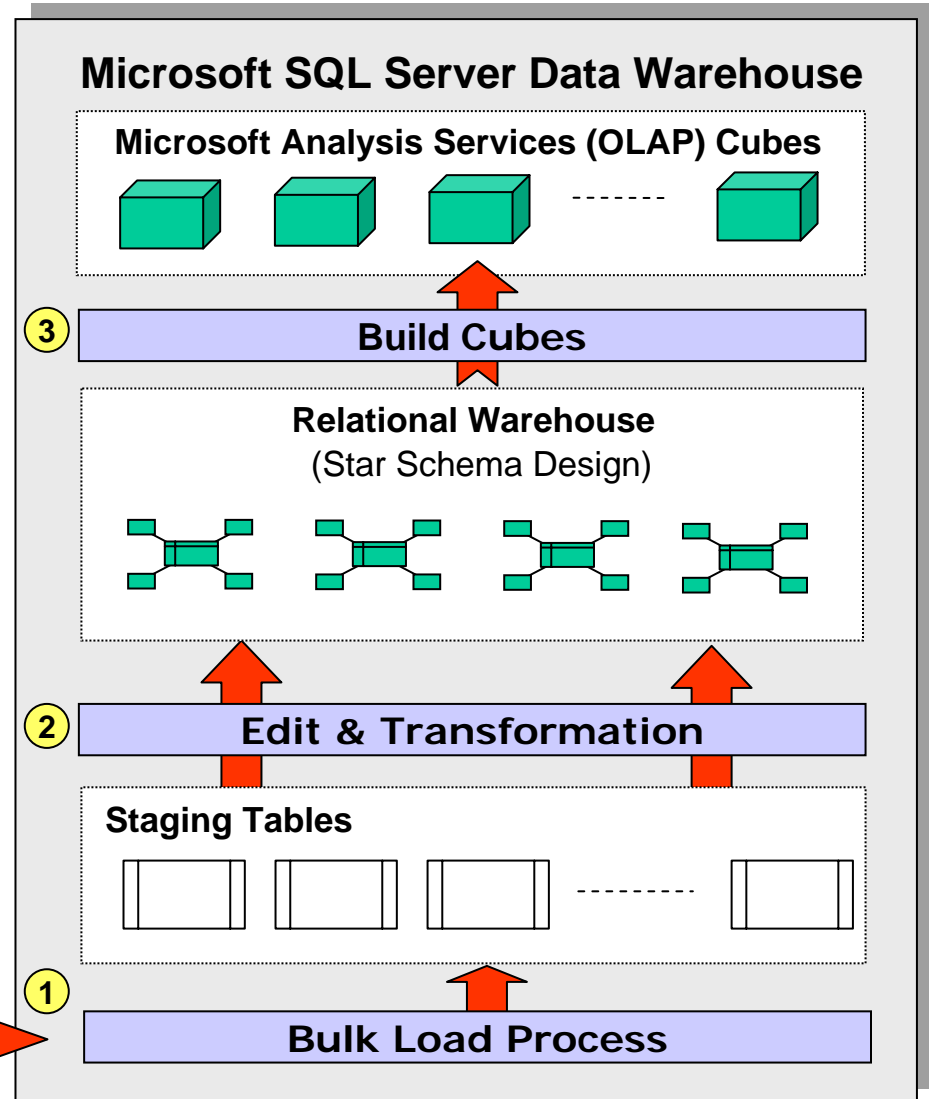 Microsoft SQL Server Data Warehouse
Microsoft Analysis Services (OLAP) Cubes
3
Build Cubes
Relational Warehouse
(Star Schema Design)
2
Edit & Transformation
Staging Tables
1
Bulk Load Process